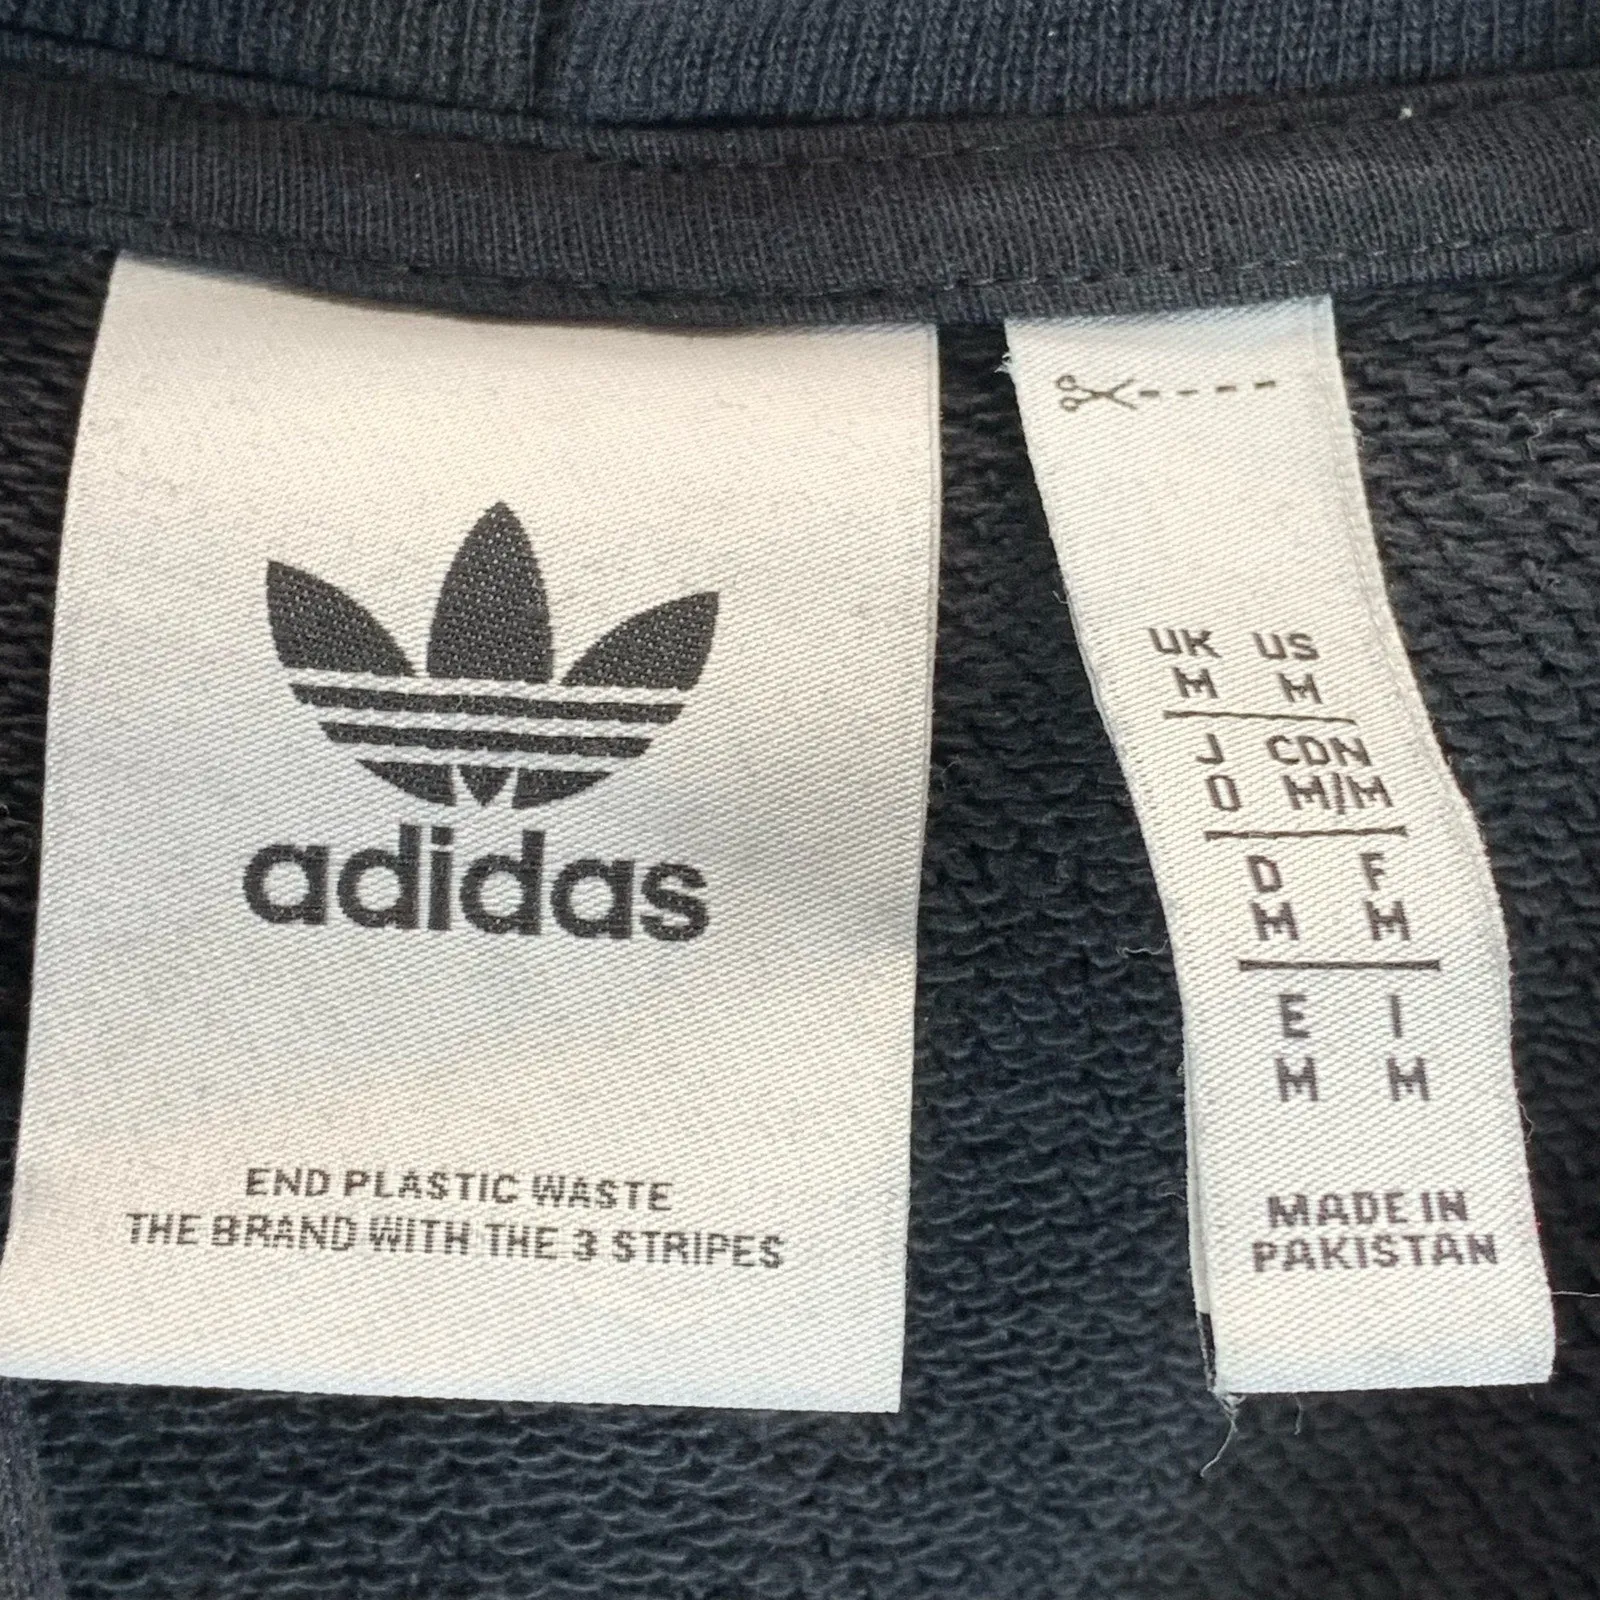 adidas
END PLASTIC WASTE
THE BRAND WITH THE 3 STRIPES
UK US
M M
J CDN
O M/M
D F
M M
E I
M M
MADE IN
PAKISTAN